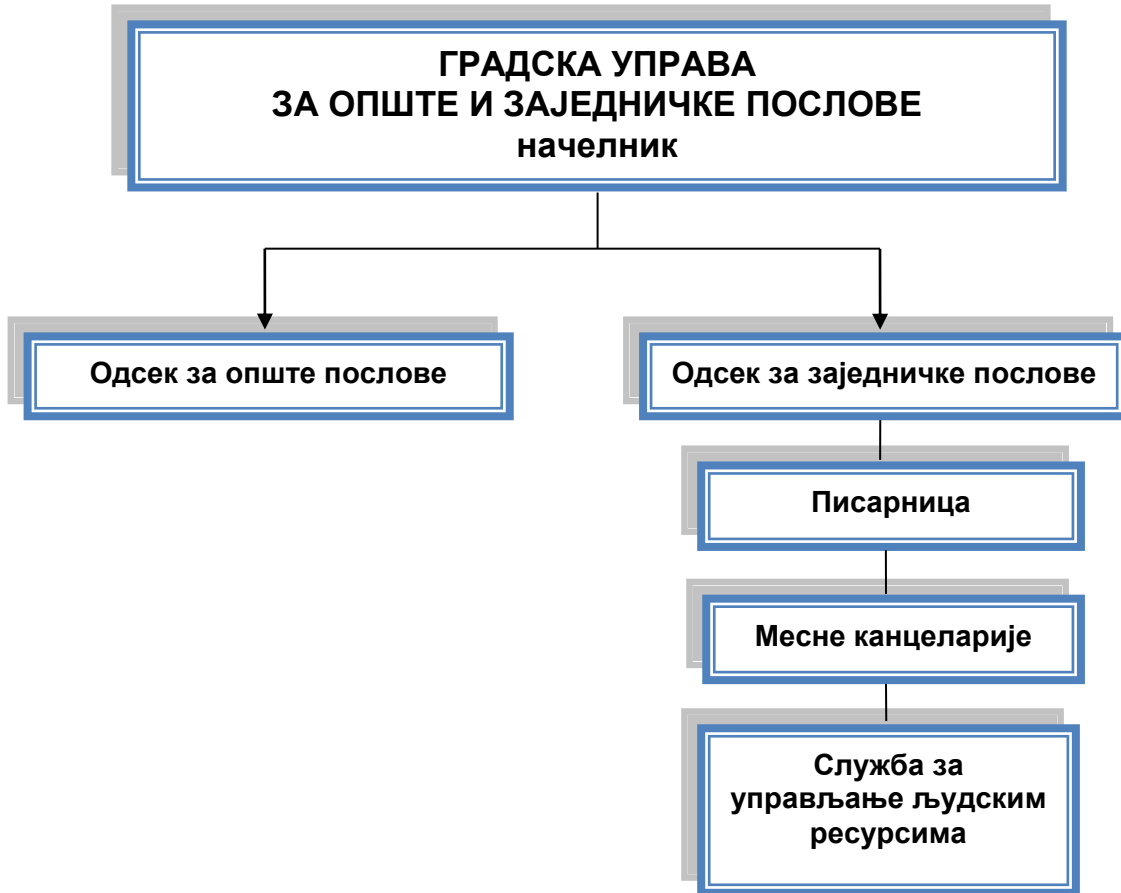 ГРАДСКА УПРАВА
ЗА ОПШТЕ И ЗАЈЕДНИЧКЕ ПОСЛОВЕ
начелник
Одсек за опште послове
Одсек за заједничке послове
Писарница
Месне канцеларије
Служба за
управљање људским
ресурсима